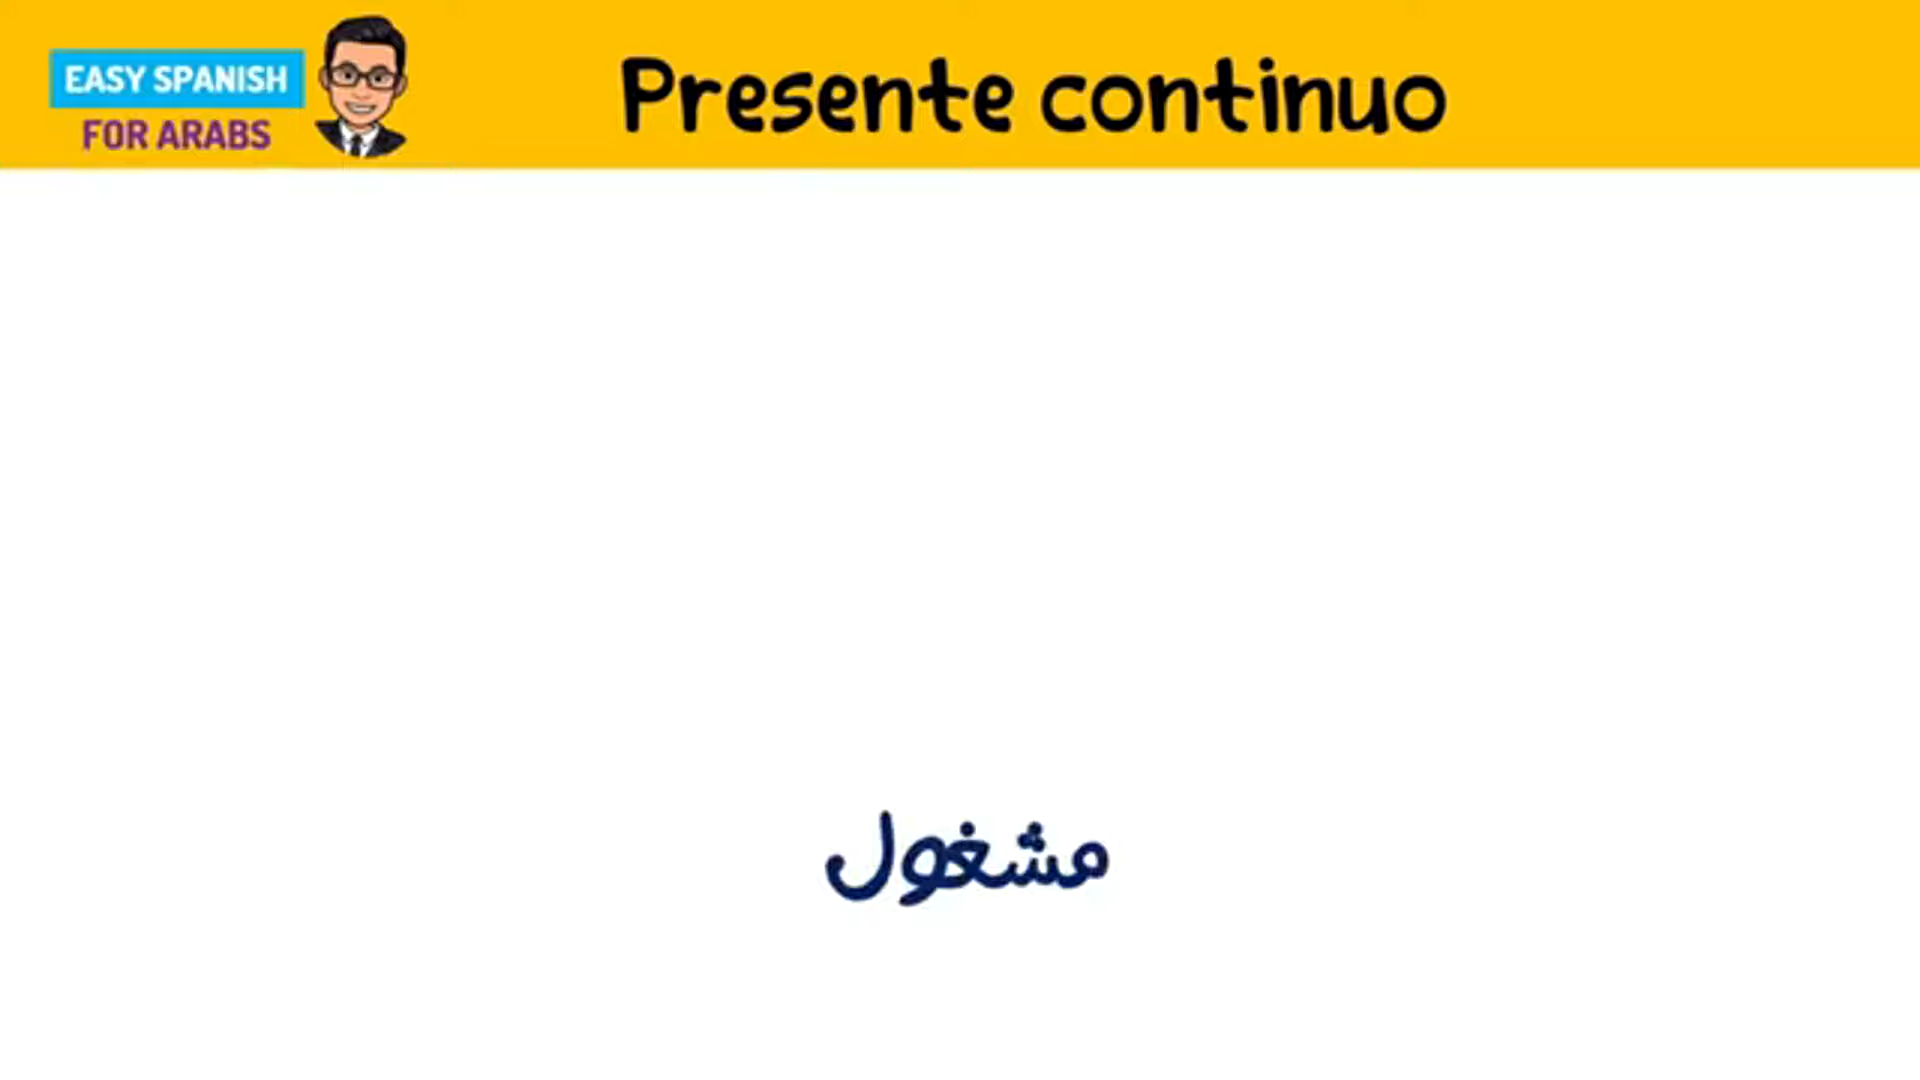 EASY SPANISH
FOR ARABS
Presente continuo
مشغول